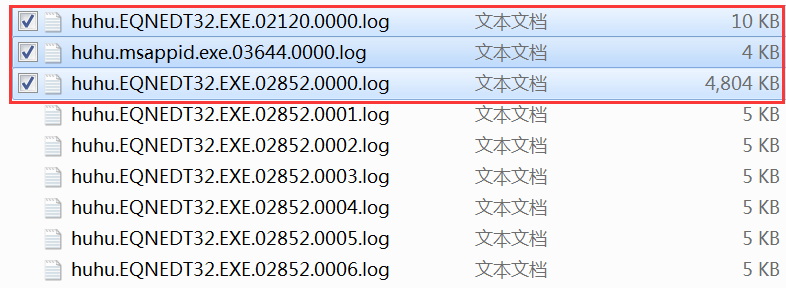 huhu.EQNEDT32.EXE.02120.0000.log 文本文档 10 KB
huhu.msappid.exe.03644.0000.log 文本文档 4 KB
huhu.EQNEDT32.EXE.02852.0000.log 文本文档 4,804 KB
huhu.EQNEDT32.EXE.02852.0001.log 文本文档 5 KB
huhu.EQNEDT32.EXE.02852.0002.log 文本文档 5 KB
huhu.EQNEDT32.EXE.02852.0003.log 文本文档 5 KB
huhu.EQNEDT32.EXE.02852.0004.log 文本文档 5 KB
huhu.EQNEDT32.EXE.02852.0005.log 文本文档 5 KB
huhu.EQNEDT32.EXE.02852.0006.log 文本文档 5 KB